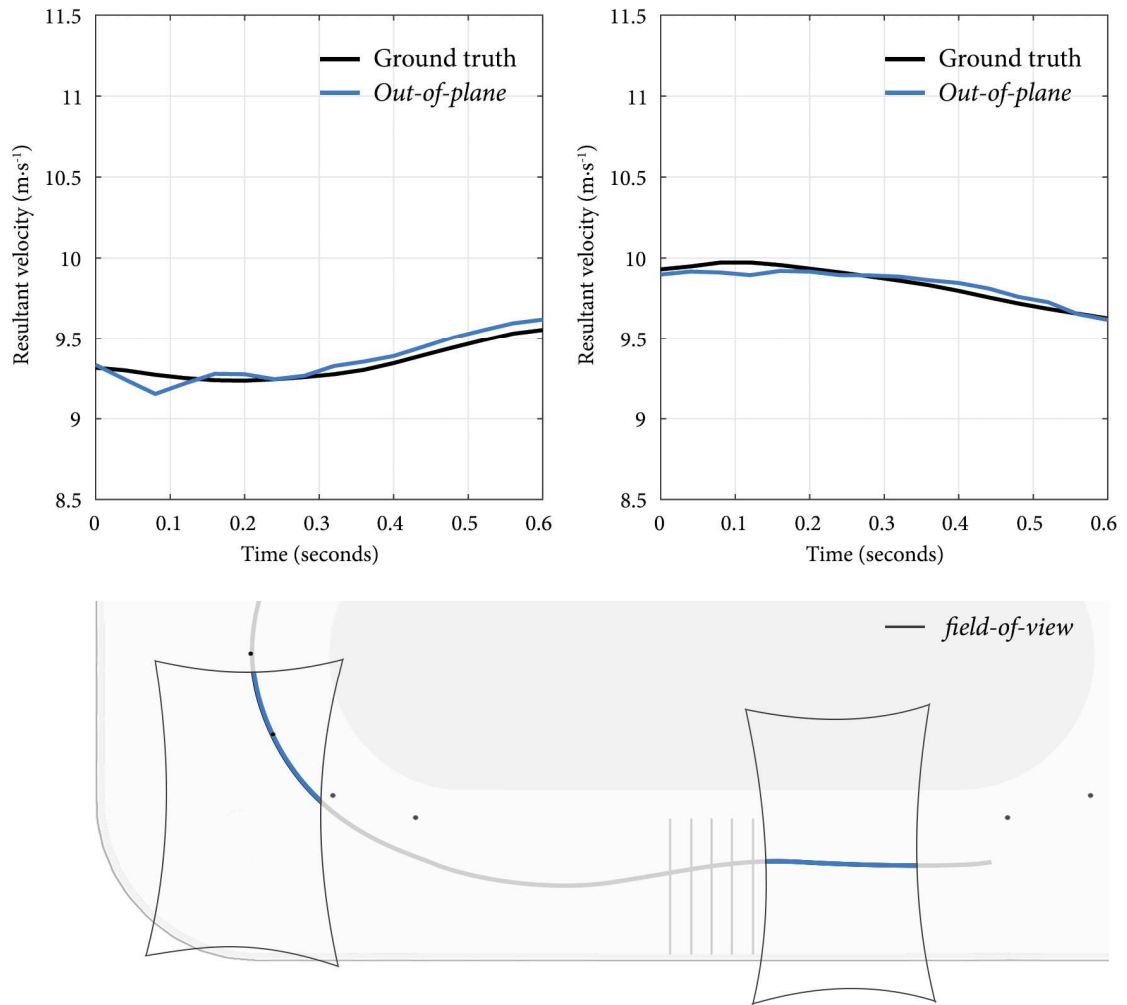 11.5
11
10.5
10
9.5
9
8.5
Resultant velocity (m·s⁻¹)
Ground truth
Out-of-plane
0 0.1 0.2 0.3 0.4 0.5 0.6
Time (seconds)
11.5
11
10.5
10
9.5
9
8.5
Resultant velocity (m·s⁻¹)
Ground truth
Out-of-plane
0 0.1 0.2 0.3 0.4 0.5 0.6
Time (seconds)
field-of-view